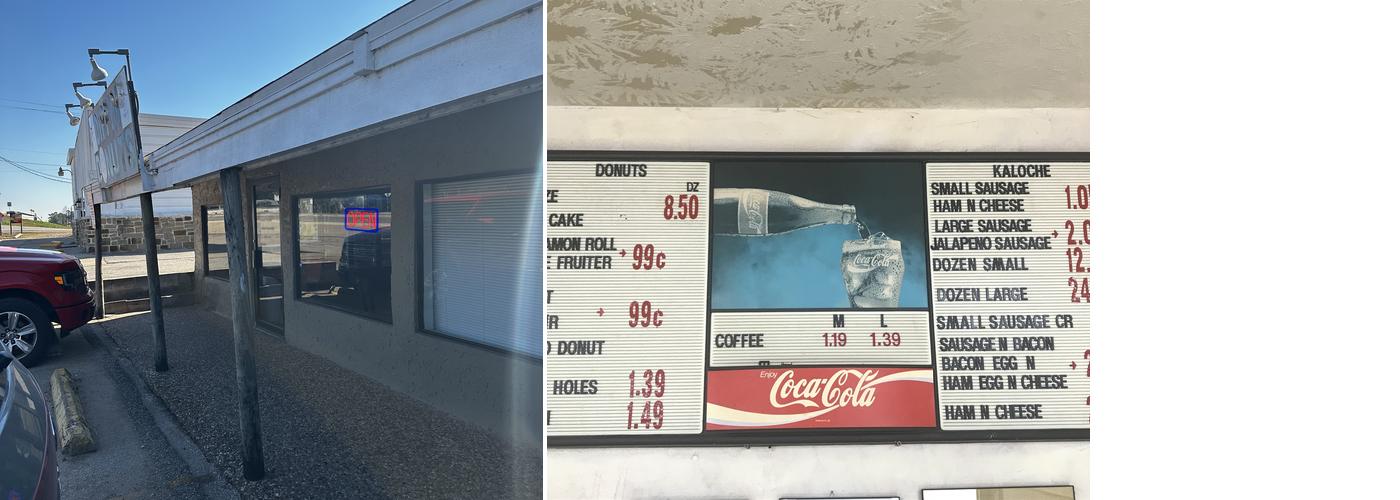 OPEN
DONUTS
DZ
8.50
CAKE
ROLL
99c
FRUITER
99c
DONUT
HOLES 1.39
1.49
Coca-Cola
M L
COFFEE 1.19 1.39
Enjoy
Coca-Cola
KALOCHE
SMALL SAUSAGE
HAM N CHEESE
LARGE SAUSAGE
JALAPENO SAUSAGE
DOZEN SMALL
DOZEN LARGE
SMALL SAUSAGE CR
SAUSAGE N BACON
BACON EGG N
HAM EGG N CHEESE
HAM N CHEESE